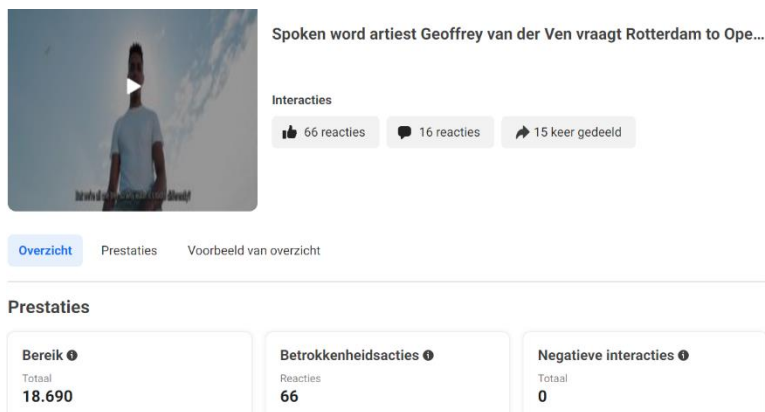 Spoken word artiest Geoffrey van der Ven vraagt Rotterdam to Ope...
Interacties
66 reacties 16 reacties 15 keer gedeeld
Overzicht Prestaties Voorbeeld van overzicht
Prestaties
Bereik Betrokkenheidsacties Negatieve interacties
Totaal Reacties Totaal
18.690 66 0